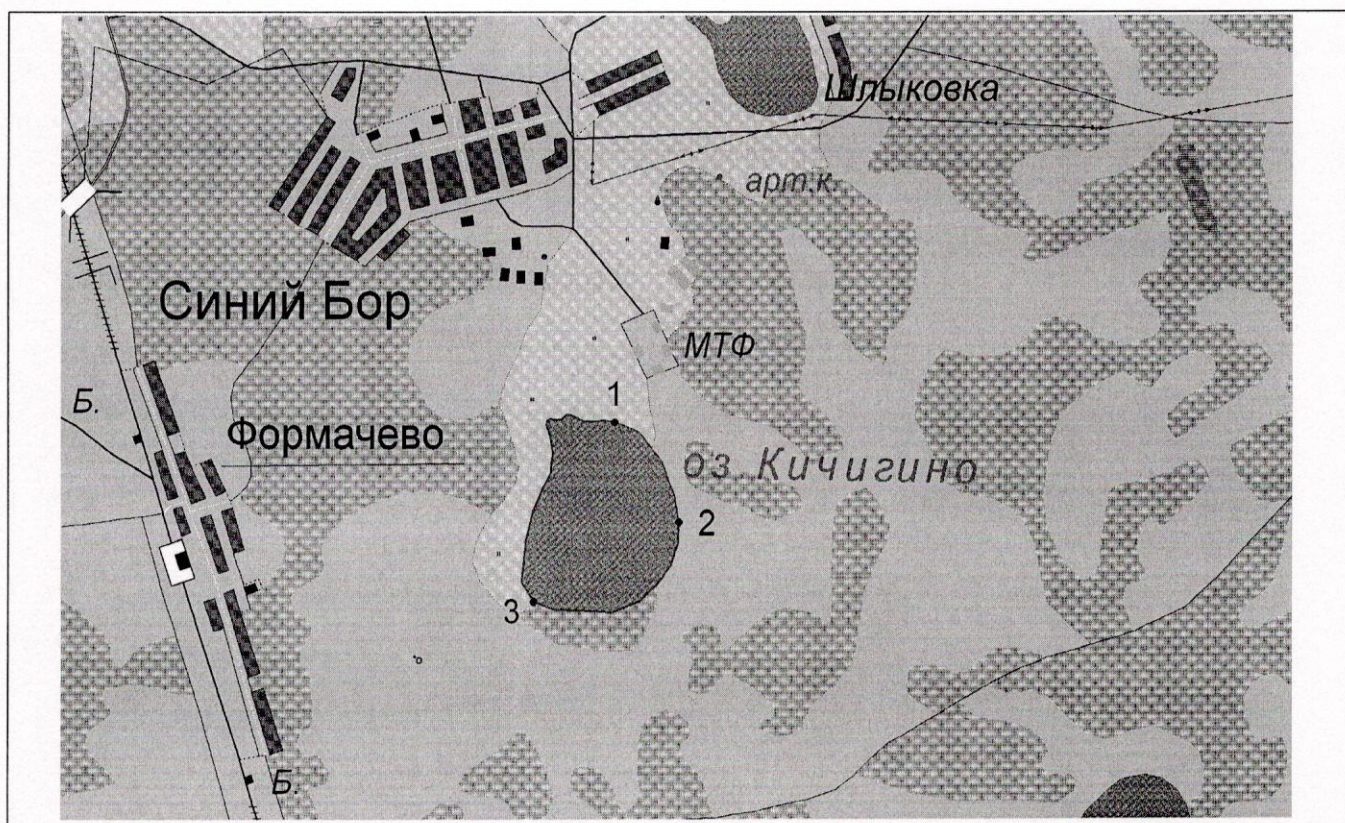 Шлыковка
арт.к.
Синий Бор
МТФ
Б.
1
Формачево
оз. Кичигино
2
3
Б.